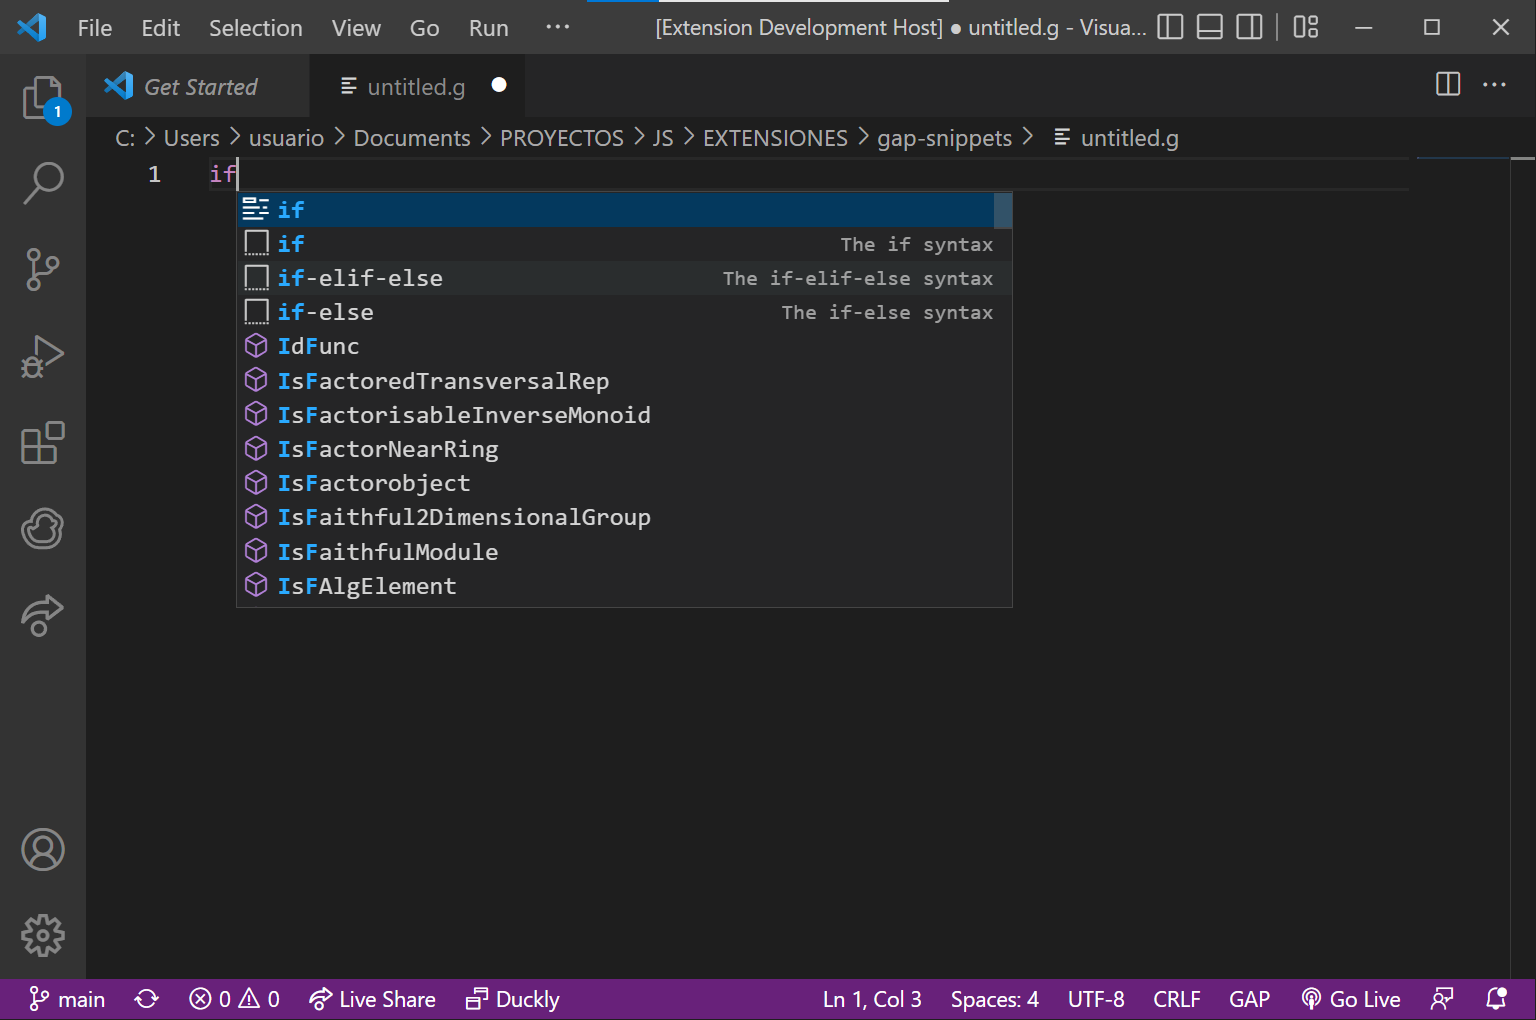 File Edit Selection View Go Run ··· [Extension Development Host] ● untitled.g - Visua...
Get Started untitled.g ●
1
C: > Users > usuario > Documents > PROYECTOS > JS > EXTENSIONES > gap-snippets > untitled.g
1 if
if
if The if syntax
if-elif-else The if-elif-else syntax
if-else The if-else syntax
IdFunc
IsFactoredTransversalRep
IsFactorisableInverseMonoid
IsFactorNearRing
IsFactorobject
IsFaithful2DimensionalGroup
IsFaithfulModule
IsFAlgElement
main 0 0 Live Share Duckly Ln 1, Col 3 Spaces: 4 UTF-8 CRLF GAP Go Live